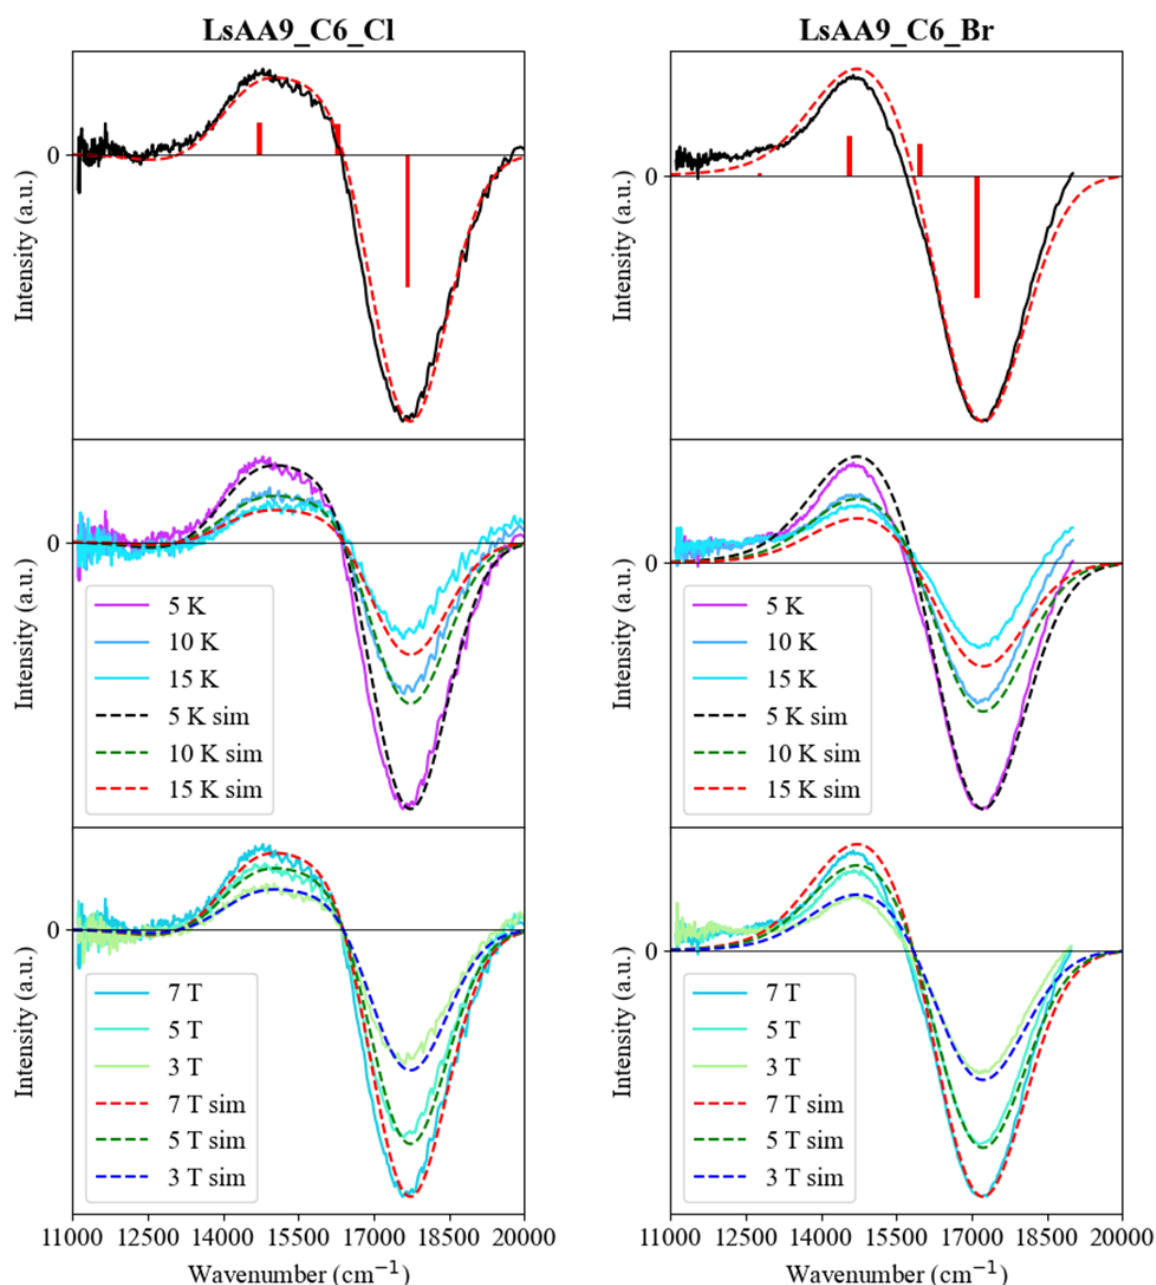 LsAA9_C6_Cl
LsAA9_C6_Br
Intensity (a.u.)
0
Intensity (a.u.)
0
Intensity (a.u.)
0
5 K
10 K
15 K
5 K sim
10 K sim
15 K sim
Intensity (a.u.)
0
5 K
10 K
15 K
5 K sim
10 K sim
15 K sim
Intensity (a.u.)
0
7 T
5 T
3 T
7 T sim
5 T sim
3 T sim
Intensity (a.u.)
0
7 T
5 T
3 T
7 T sim
5 T sim
3 T sim
11000 12500 14000 15500 17000 18500 20000
11000 12500 14000 15500 17000 18500 20000
Wavenumber (cm⁻¹)
Wavenumber (cm⁻¹)